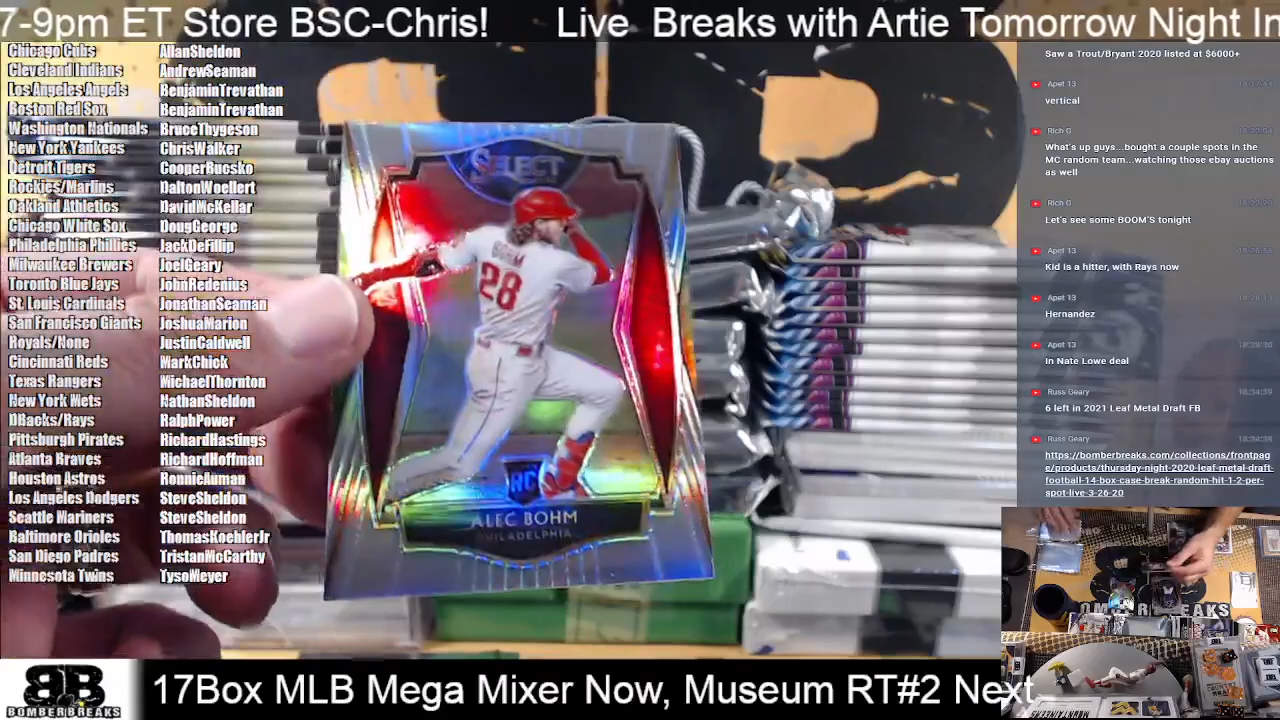 7-9pm ET Store BSC-Chris! Live Breaks with Artie Tomorrow Night In
Chicago Cubs AllanSheldon
Cleveland Indians AndrewSeaman
Los Angeles Angels BenjaminTrevathan
Boston Red Sox BenjaminTrevathan
Washington Nationals BruceThygeson
New York Yankees ChrisWalker
Detroit Tigers CooperBucsko
Rockies/Marlins DaltonWoellert
Oakland Athletics DavidMcKellar
Chicago White Sox DougGeorge
Philadelphia Phillies JackDeFilip
Milwaukee Brewers JoelGeary
Toronto Blue Jays JohnRedenius
St. Louis Cardinals JonathanSeaman
San Francisco Giants JoshuaMarion
Royals/None JustinCaldwell
Cincinnati Reds MarkChick
Texas Rangers MichaelThornton
New York Mets NathanSheldon
DBacks/Rays RalphPower
Pittsburgh Pirates RichardHastings
Atlanta Braves RichardHoffman
Houston Astros RonnieAuman
Los Angeles Dodgers SteveSheldon
Seattle Mariners SteveSheldon
Baltimore Orioles ThomasKoehlerJr
San Diego Padres TristanMcCarthy
Minnesota Twins TysoMeyer
SELECT
BOHM
28
RC
ALEC BOHM
PHILADELPHIA
Saw a Trout/Bryant 2020 listed at $6000+
Apet 13
vertical
Rich G
What's up guys...bought a couple spots in the
MC random team...watching those ebay auctions
as well
Rich G
Let's see some BOOM'S tonight
Apet 13
Kid is a hitter, with Rays now
Apet 13
Hernandez
Apet 13
In Nate Lowe deal
Russ Geary
6 left in 2021 Leaf Metal Draft FB
Russ Geary
https://bomberbreaks.com/collections/frontpag
e/products/thursday-night-2020-leaf-metal-draft-
football-14-box-case-break-random-hit-1-2-per-
spot-live-3-26-20
BOMBERBREAKS
BB
BOMBERBREAKS
17Box MLB Mega Mixer Now, Museum RT#2 Next